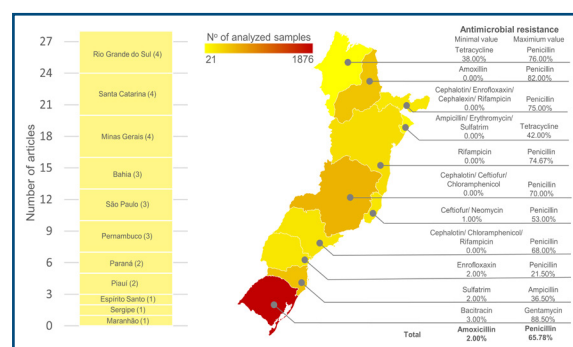 Number of articles
27
24
21
18
15
12
9
6
3
0
Rio Grande do Sul (4)
Santa Catarina (4)
Minas Gerais (4)
Bahia (3)
São Paulo (3)
Pernambuco (3)
Paraná (2)
Piauí (2)
Espírito Santo (1)
Sergipe (1)
Maranhão (1)
Nº of analyzed samples
21 1876
Antimicrobial resistance
Minimal value Maximium value
Tetracycline Penicillin
38.00% 76.00%
Amoxillin Penicillin
0.00% 82.00%
Cephalotin/ Enrofloxaxin/
Cephalexin/ Rifampicin Penicillin
0.00% 75.00%
Ampicillin/ Erythromycin/
Sulfatrim Tetracycline
0.00% 42.00%
Rifampicin Penicillin
0.00% 74.67%
Cephalotin/ Ceftiofur/
Chloramphenicol Penicillin
0.00% 70.00%
Ceftiofur/ Neomycin Penicillin
1.00% 53.00%
Cephalotin/ Chloramphenicol/
Rifampicin Penicillin
0.00% 68.00%
Enrofloxaxin Penicillin
2.00% 21.50%
Sulfatrim Ampicillin
2.00% 36.50%
Bacitracin Gentamycin
3.00% 88.50%
Total Amoxicillin Penicillin
2.00% 65.78%